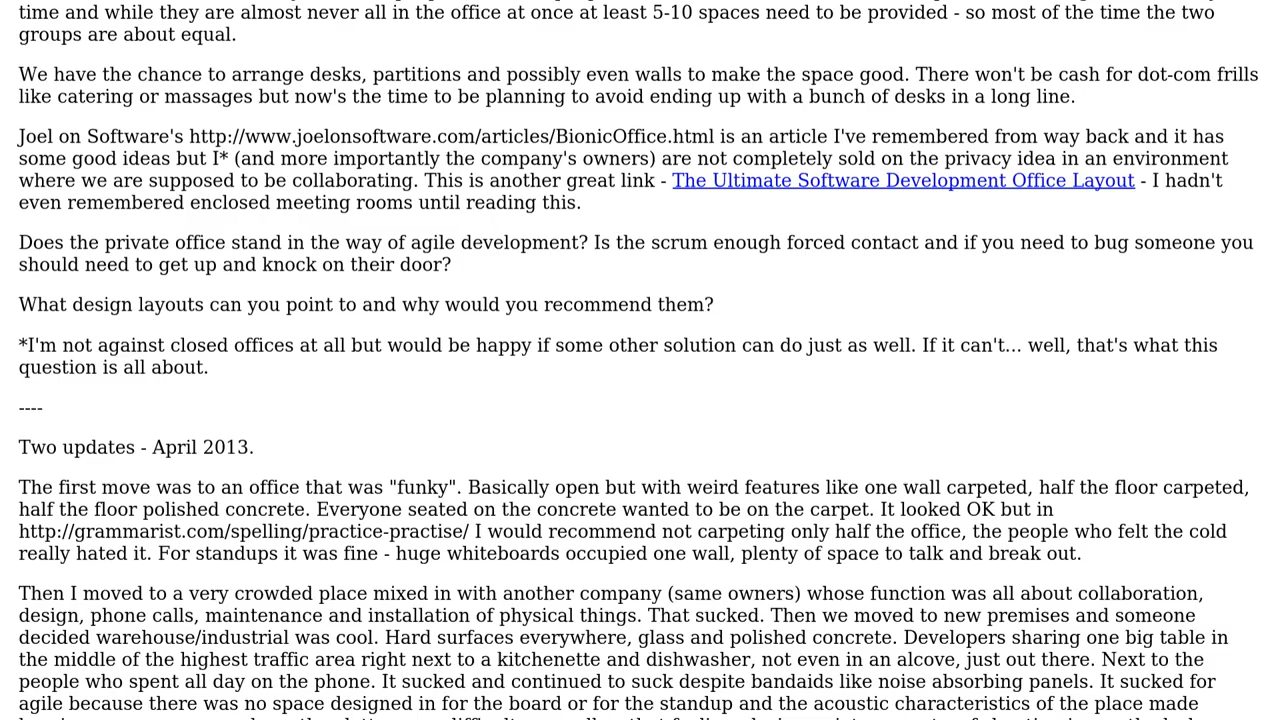 time and while they are almost never all in the office at once at least 5-10 spaces need to be provided - so most of the time the two
groups are about equal.
We have the chance to arrange desks, partitions and possibly even walls to make the space good. There won't be cash for dot-com frills
like catering or massages but now's the time to be planning to avoid ending up with a bunch of desks in a long line.
Joel on Software's http://www.joelonsoftware.com/articles/BionicOffice.html is an article I've remembered from way back and it has
some good ideas but I* (and more importantly the company's owners) are not completely sold on the privacy idea in an environment
where we are supposed to be collaborating. This is another great link - The Ultimate Software Development Office Layout - I hadn't
even remembered enclosed meeting rooms until reading this.
Does the private office stand in the way of agile development? Is the scrum enough forced contact and if you need to bug someone you
should need to get up and knock on their door?
What design layouts can you point to and why would you recommend them?
*I'm not against closed offices at all but would be happy if some other solution can do just as well. If it can't... well, that's what this
question is all about.
----
Two updates - April 2013.
The first move was to an office that was "funky". Basically open but with weird features like one wall carpeted, half the floor carpeted,
half the floor polished concrete. Everyone seated on the concrete wanted to be on the carpet. It looked OK but in
http://grammarist.com/spelling/practice-practise/ I would recommend not carpeting only half the office, the people who felt the cold
really hated it. For standups it was fine - huge whiteboards occupied one wall, plenty of space to talk and break out.
Then I moved to a very crowded place mixed in with another company (same owners) whose function was all about collaboration,
design, phone calls, maintenance and installation of physical things. That sucked. Then we moved to new premises and someone
decided warehouse/industrial was cool. Hard surfaces everywhere, glass and polished concrete. Developers sharing one big table in
the middle of the highest traffic area right next to a kitchenette and dishwasher, not even in an alcove, just out there. Next to the
people who spent all day on the phone. It sucked and continued to suck despite bandaids like noise absorbing panels. It sucked for
agile because there was no space designed in for the board or for the standup and the acoustic characteristics of the place made